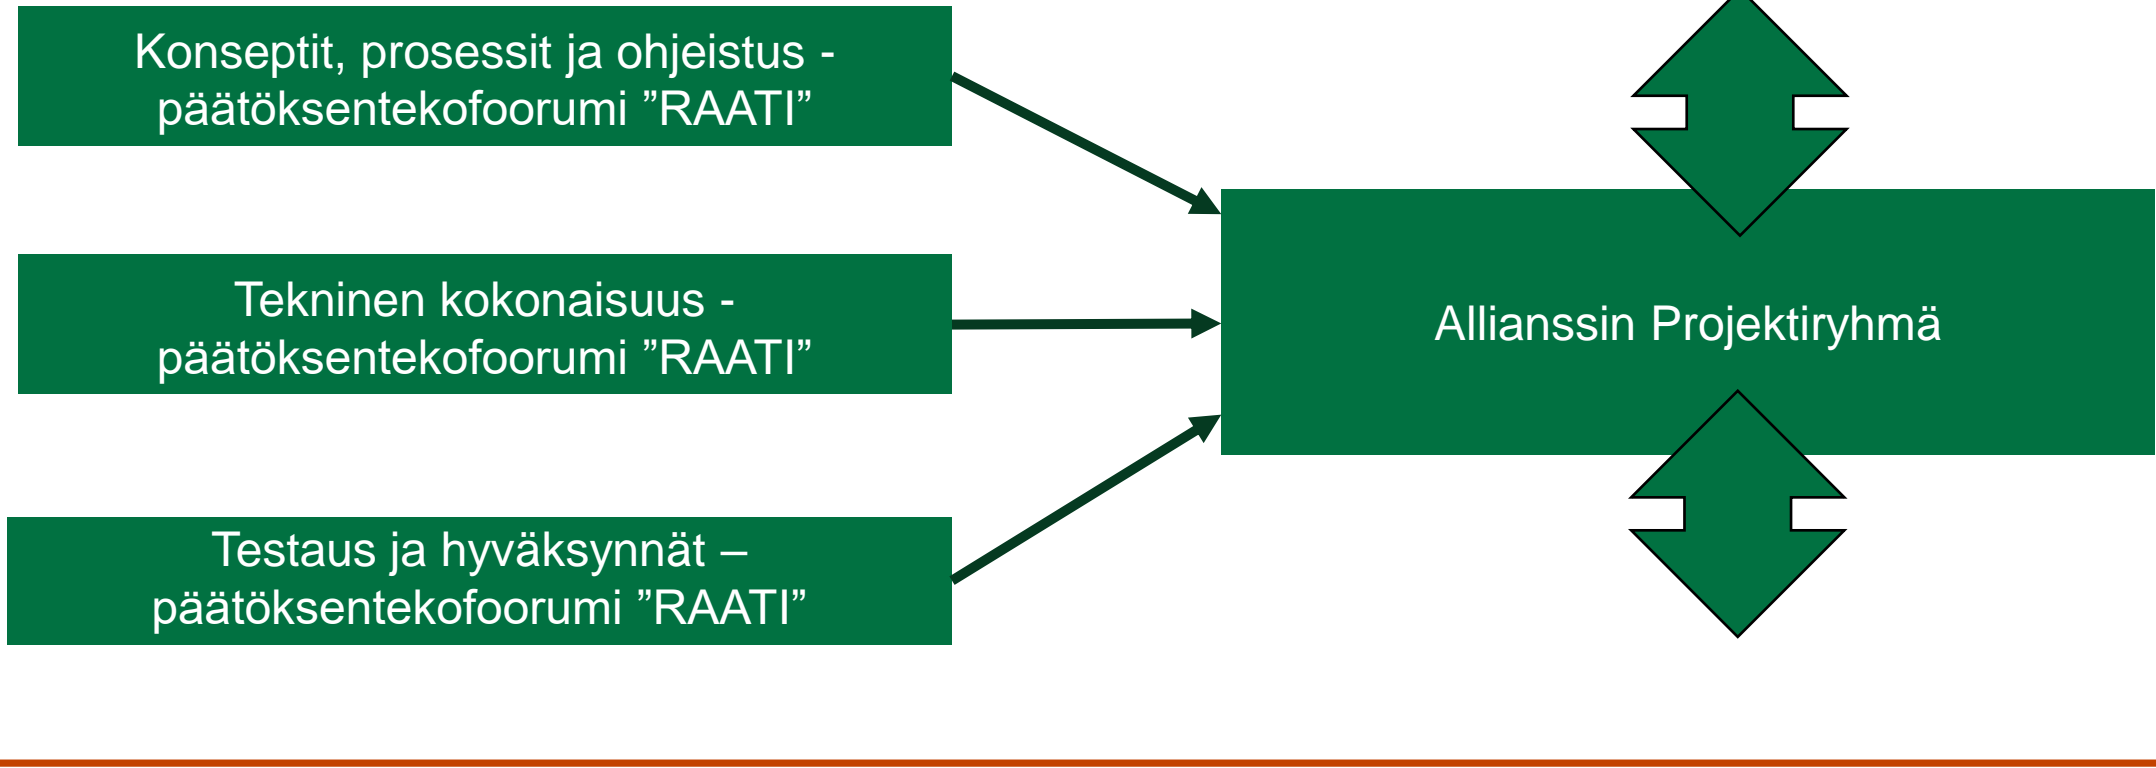 Konseptit, prosessit ja ohjeistus -
päätöksentekofoorumi ”RAATI”
Tekninen kokonaisuus -
päätöksentekofoorumi ”RAATI”
Allianssin Projektiryhmä
Testaus ja hyväksynnät –
päätöksentekofoorumi ”RAATI”